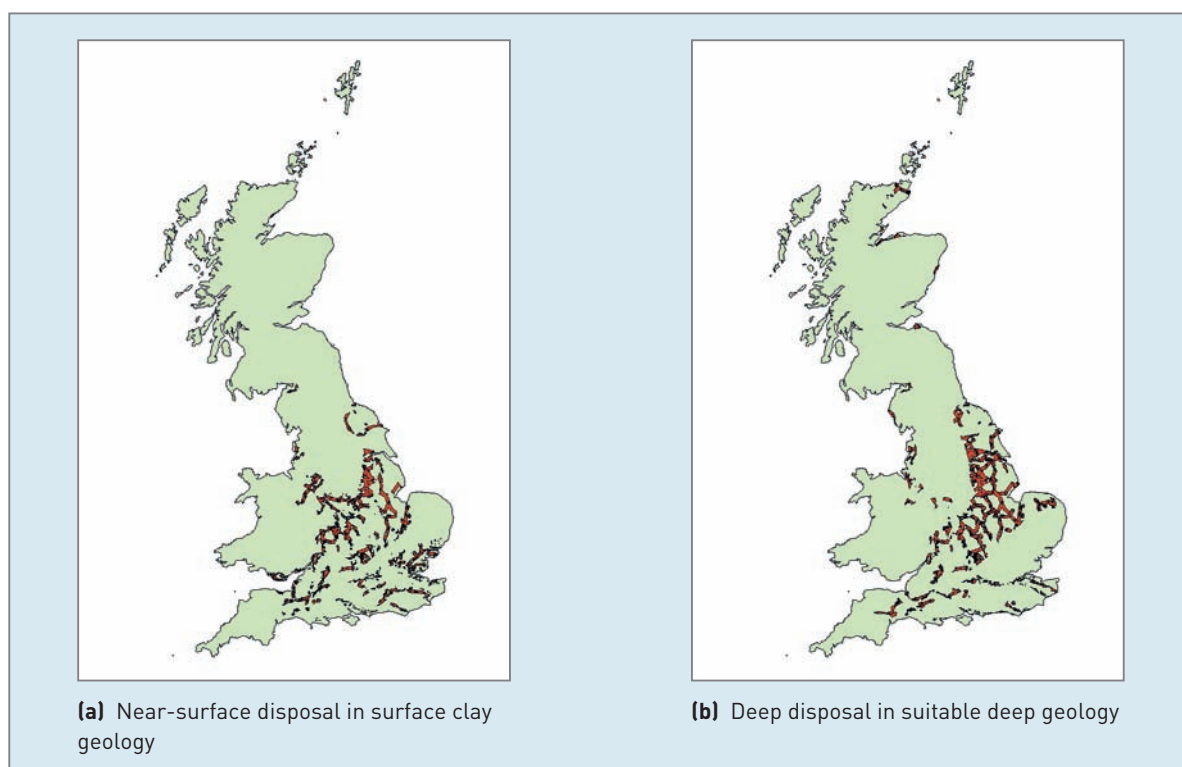 (a) Near-surface disposal in surface clay
geology
(b) Deep disposal in suitable deep geology